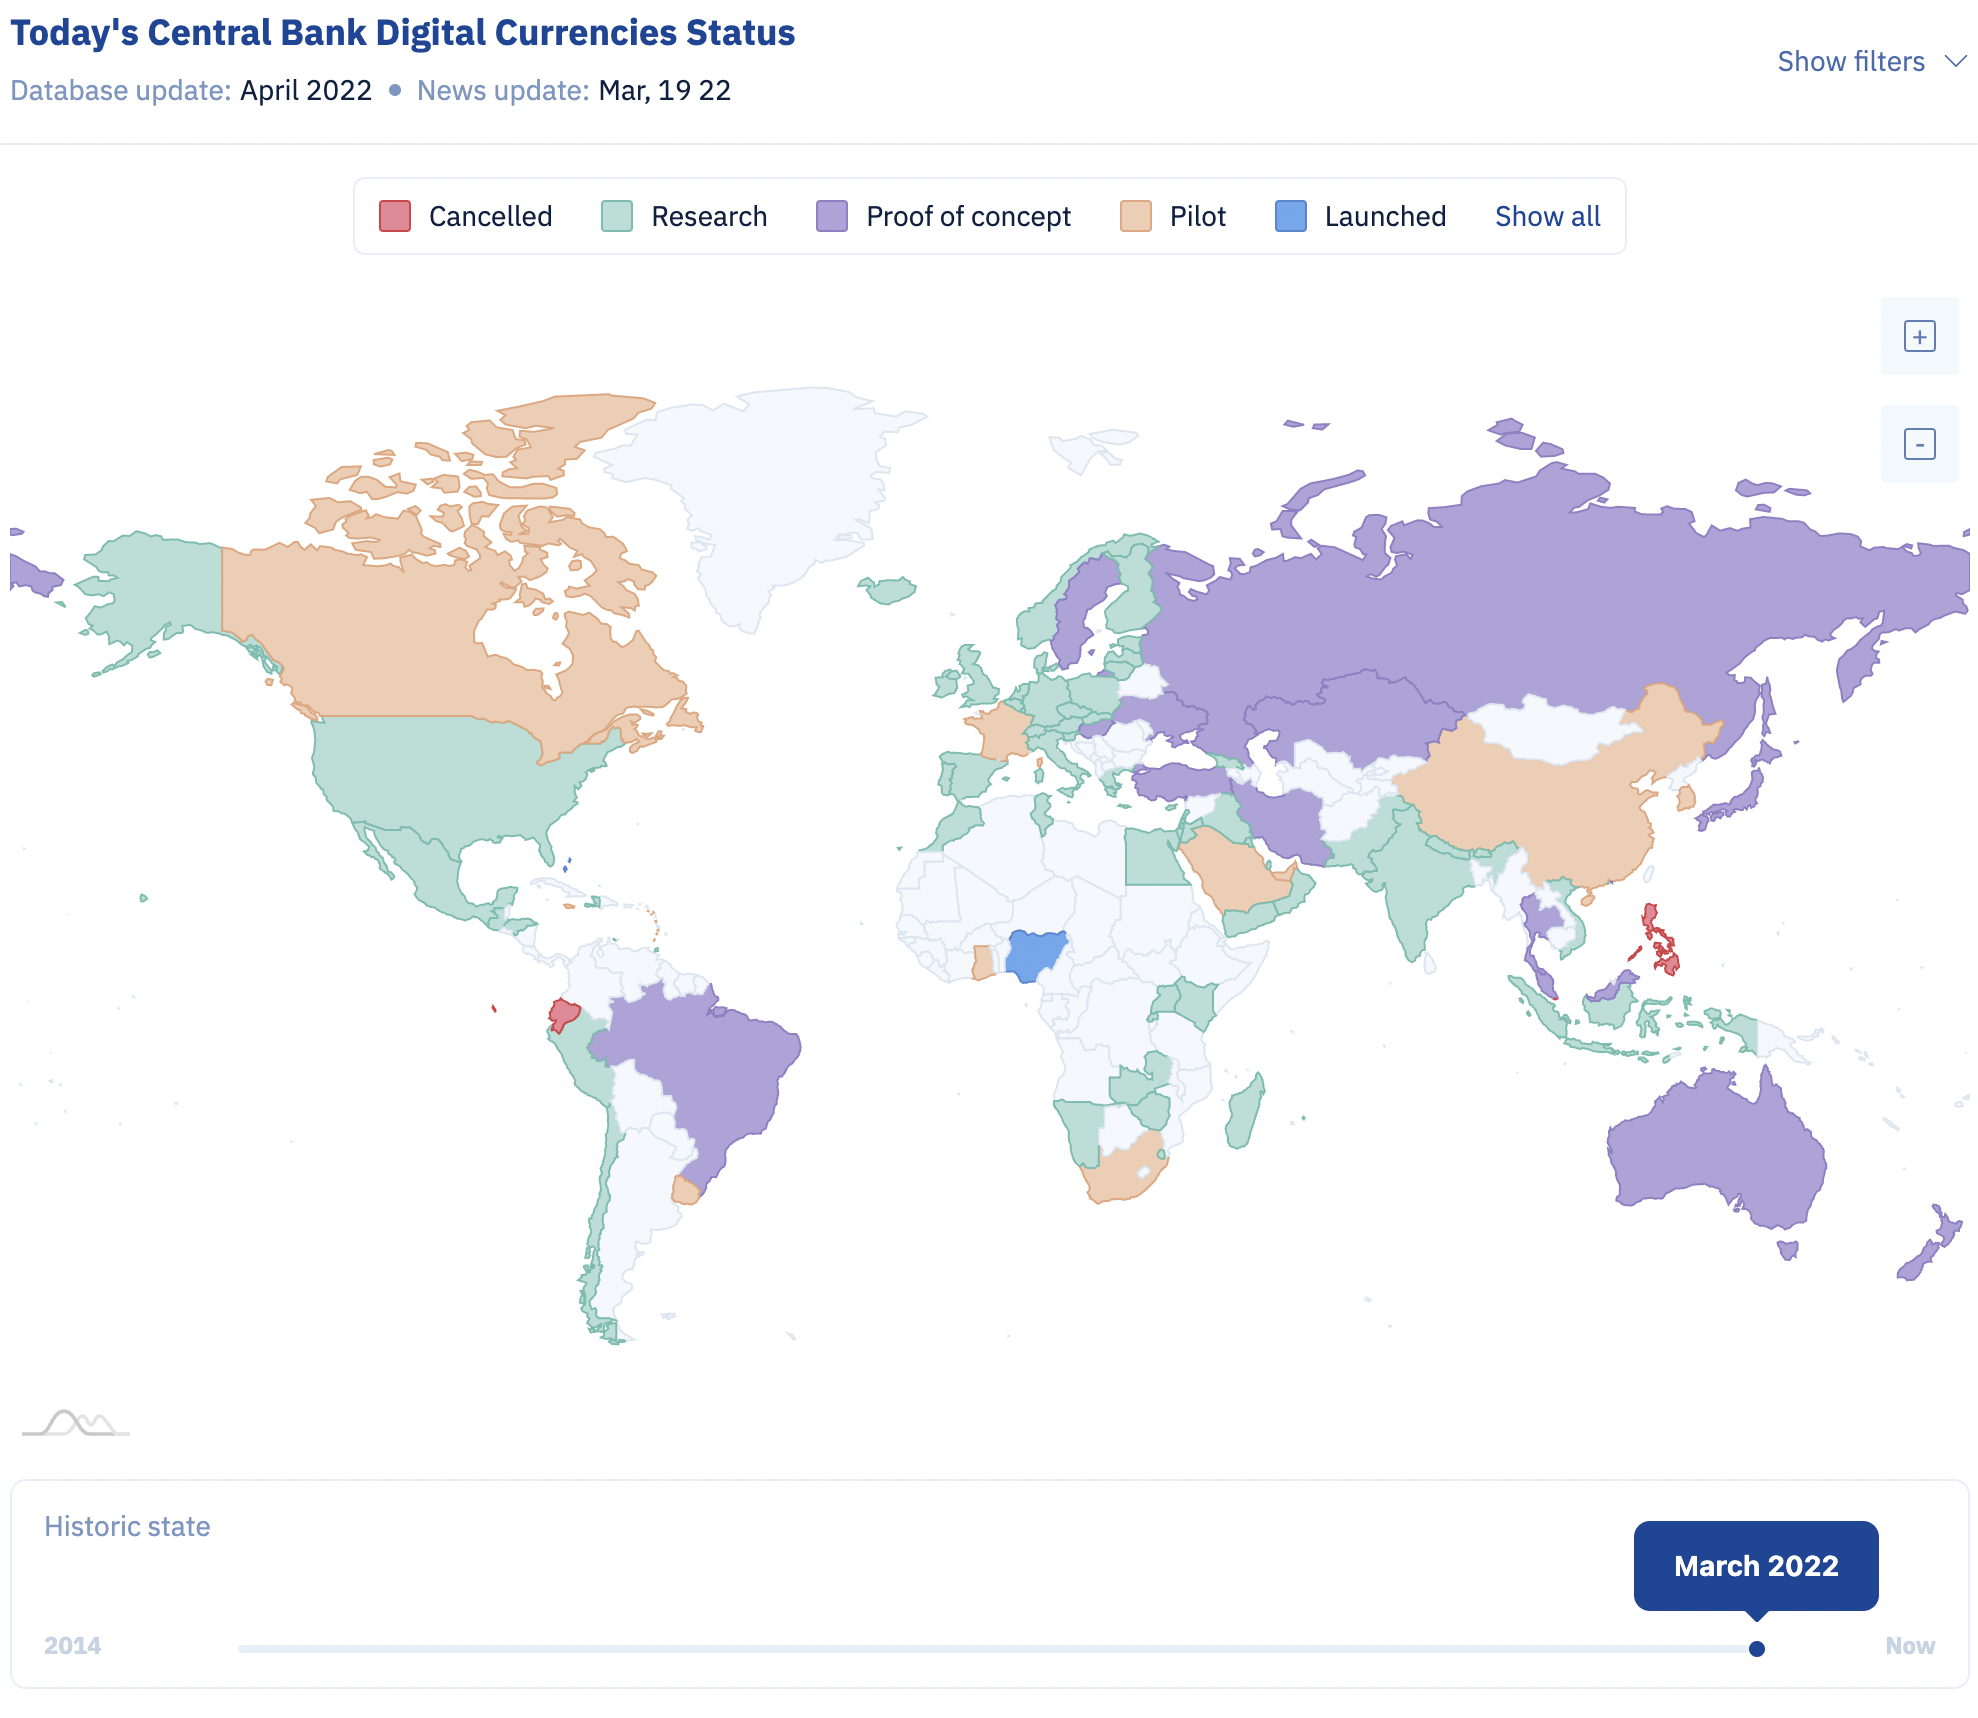 Today's Central Bank Digital Currencies Status
Database update: April 2022 • News update: Mar, 19 22
Show filters
Cancelled Research Proof of concept Pilot Launched Show all
+
-
Historic state
March 2022
2014
Now